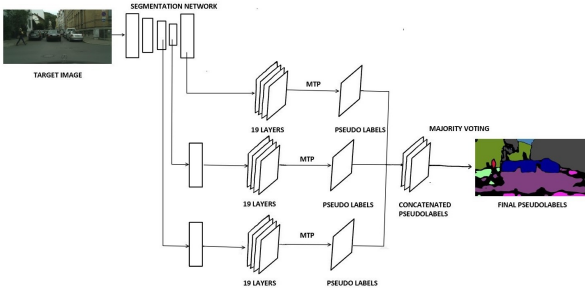 SEGMENTATION NETWORK
TARGET IMAGE
MTP
19 LAYERS
PSEUDO LABELS
MAJORITY VOTING
MTP
19 LAYERS
PSEUDO LABELS
CONCATENATED
PSEUDOLABELS
FINAL PSEUDOLABELS
MTP
19 LAYERS
PSEUDO LABELS